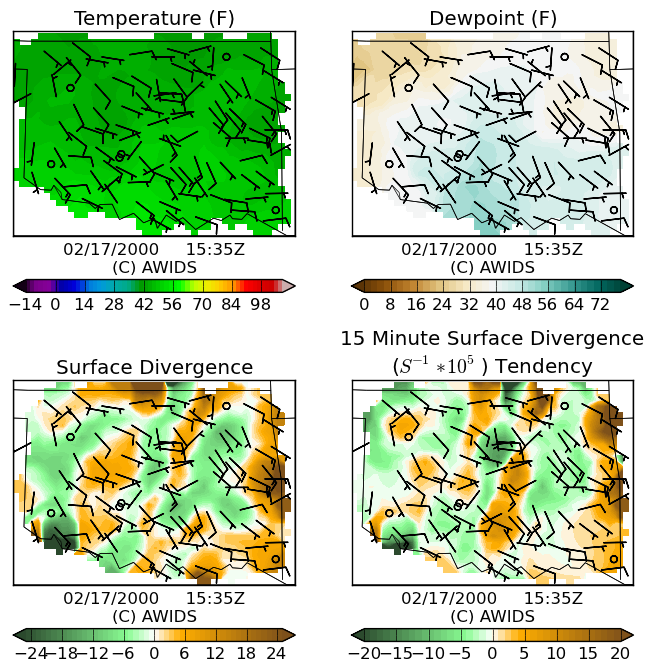 Temperature (F)
02/17/2000 15:35Z
(C) AWIDS
−14 0 14 28 42 56 70 84 98
Dewpoint (F)
02/17/2000 15:35Z
(C) AWIDS
0 8 16 24 32 40 48 56 64 72
Surface Divergence
02/17/2000 15:35Z
(C) AWIDS
−24 −18 −12 −6 0 6 12 18 24
15 Minute Surface Divergence
(S⁻¹ *10⁵ ) Tendency
02/17/2000 15:35Z
(C) AWIDS
−20 −15 −10 −5 0 5 10 15 20